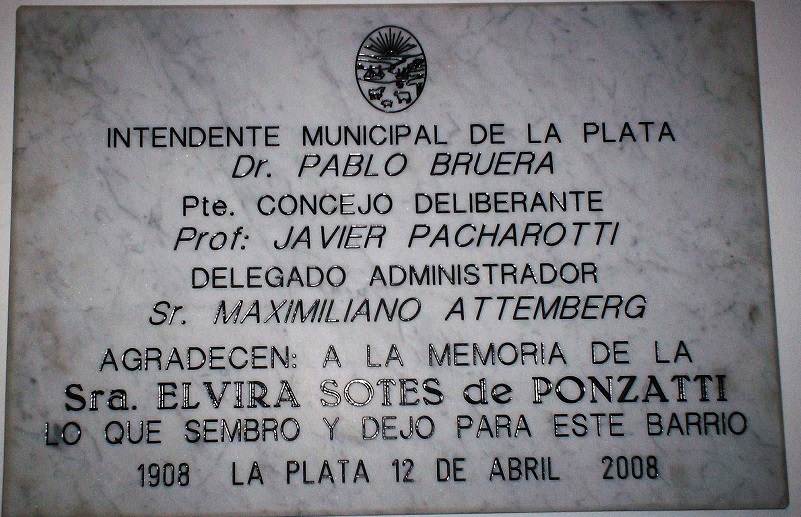 INTENDENTE MUNICIPAL DE LA PLATA
Dr. PABLO BRUERA
Pte. CONCEJO DELIBERANTE
Prof: JAVIER PACHAROTTI
DELEGADO ADMINISTRADOR
Sr. MAXIMILIANO ATTEMBERG
AGRADECEN: A LA MEMORIA DE LA
Sra. ELVIRA SOTES de PONZATTI
LO QUE SEMBRO Y DEJO PARA ESTE BARRIO
1908 LA PLATA 12 DE ABRIL 2008